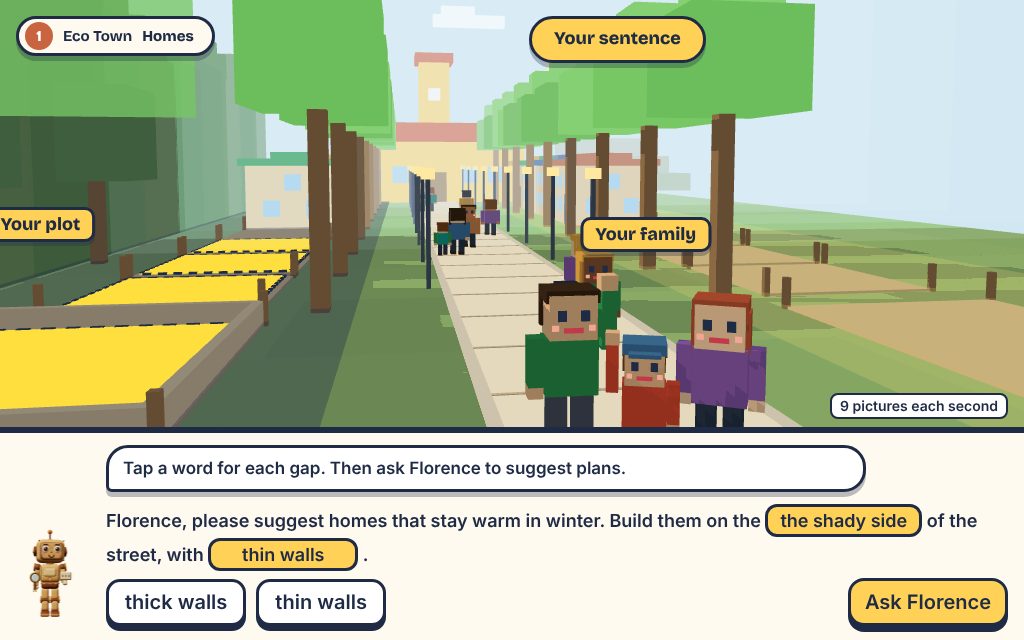 1 Eco Town Homes
Your sentence
Your plot
Your family
9 pictures each second
Tap a word for each gap. Then ask Florence to suggest plans.
Florence, please suggest homes that stay warm in winter. Build them on the the shady side of the
street, with thin walls .
thick walls thin walls Ask Florence